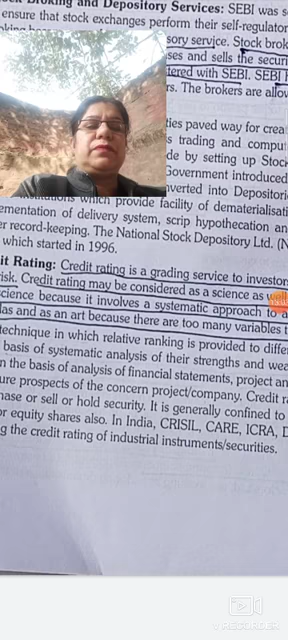 ock Broking and Depository Services: SEBI was s
ensure that stock exchanges perform their self-regulator
sory service. Stock brok
ses and sells the securi
tered with SEBI. SEBI
rs. The brokers are allow
ties paved way for crea
s trading and compu
de by setting up Stock
Government introduced
nverted into Depositori
which provide facility of dematerialisati
ementation of delivery system, scrip hypothecation an
er record-keeping. The National Stock Depository Ltd. (N
which started in 1996.
it Rating: Credit rating is a grading service to investor
risk. Credit rating may be considered as a science as w
science because it involves a systematic approach to
las and as an art because there are too many variables t
technique in which relative ranking is provided to differ
basis of systematic analysis of their strengths and wea
n the basis of analysis of financial statements, project an
ure prospects of the concern project/company. Credit ra
hase or sell or hold security. It is generally confined to
or equity shares also. In India, CRISIL, CARE, ICRA, D
g the credit rating of industrial instruments/securities.